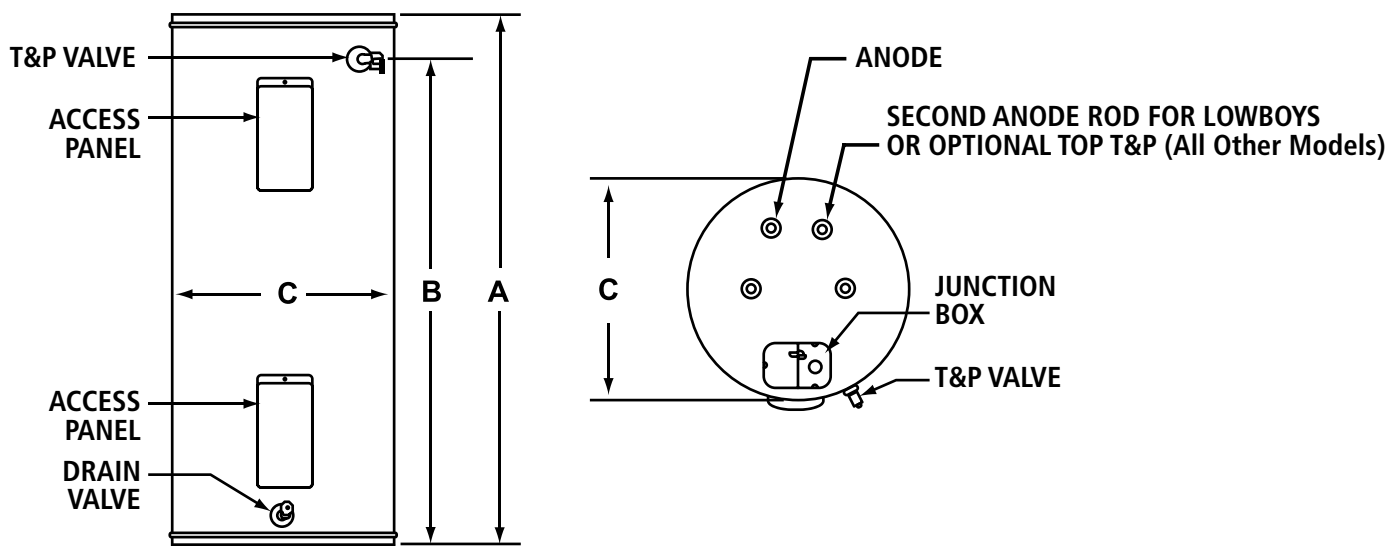 T&P VALVE
ACCESS
PANEL
C
B
A
ACCESS
PANEL
DRAIN
VALVE
ANODE
SECOND ANODE ROD FOR LOWBOYS
OR OPTIONAL TOP T&P (All Other Models)
C
JUNCTION
BOX
T&P VALVE